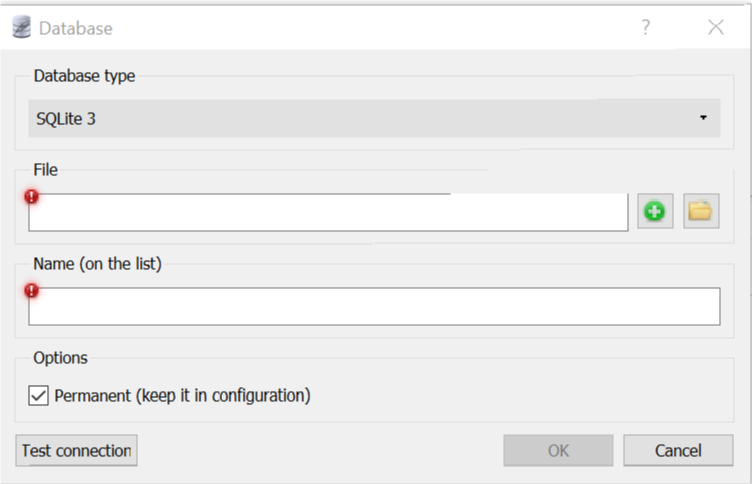 Database
?
Database type
SQLite 3
File
Name (on the list)
Options
Permanent (keep it in configuration)
Test connection
OK
Cancel